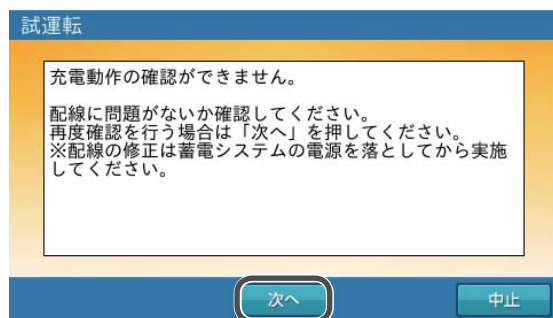 試運転
充電動作の確認ができません。
配線に問題がないか確認してください。
再度確認を行う場合は「次へ」を押してください。
※配線の修正は蓄電システムの電源を落としてから実施
してください。
次へ
中止